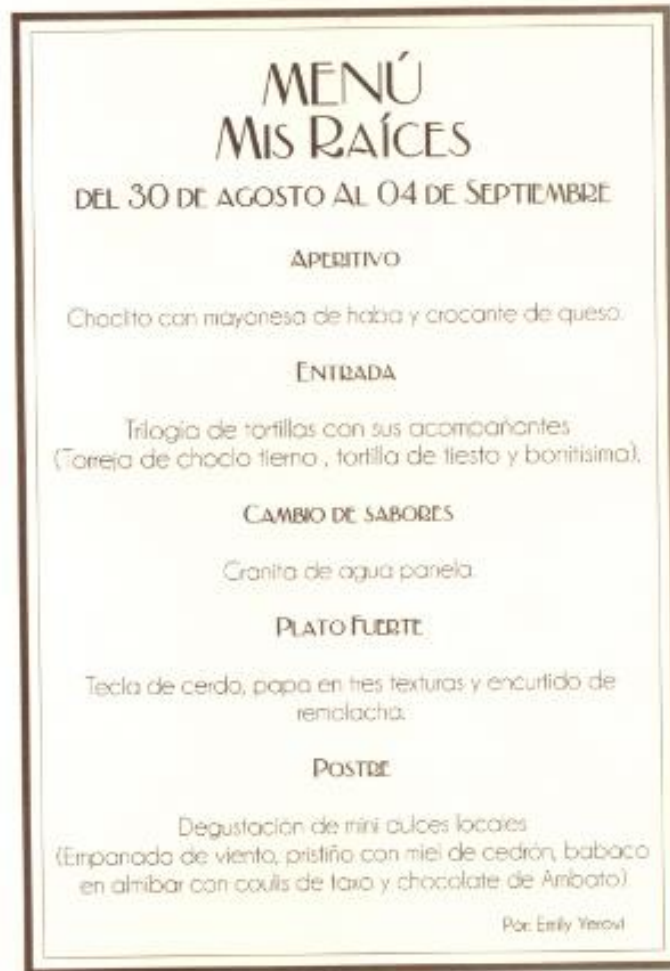 MENÚ
MIS RAÍCES
DEL 30 DE AGOSTO AL 04 DE SEPTIEMBRE
APERITIVO
Choclito con mayonesa de haba y crocante de queso.
ENTRADA
Trilogía de tortillas con sus acompañantes
(Torreja de choclo tierno , tortilla de tiesto y bonitísima).
CAMBIO DE SABORES
Granita de agua panela.
PLATO FUERTE
Tecla de cerdo, papa en tres texturas y encurtido de
remolacha.
POSTRE
Degustación de mini dulces locales
(Empanada de viento, pristiño con miel de cedrón, babaco
en almíbar con coulis de taxo y chocolate de Ambato)
Por: Emily Yerovi